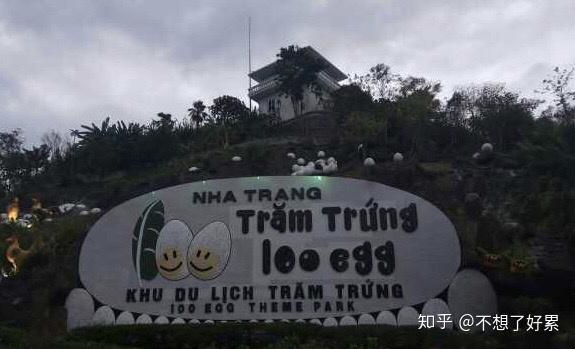 NHA TRANG
Trăm Trứng
100 egg
KHU DU LỊCH TRĂM TRỨNG
100 EGG THEME PARK
知乎 @不想了好累